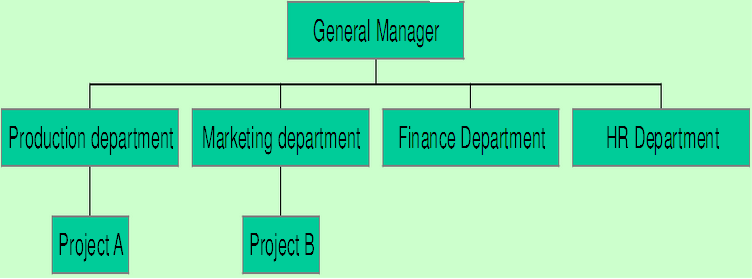 General Manager
Production department
Marketing department
Finance Department
HR Department
Project A
Project B